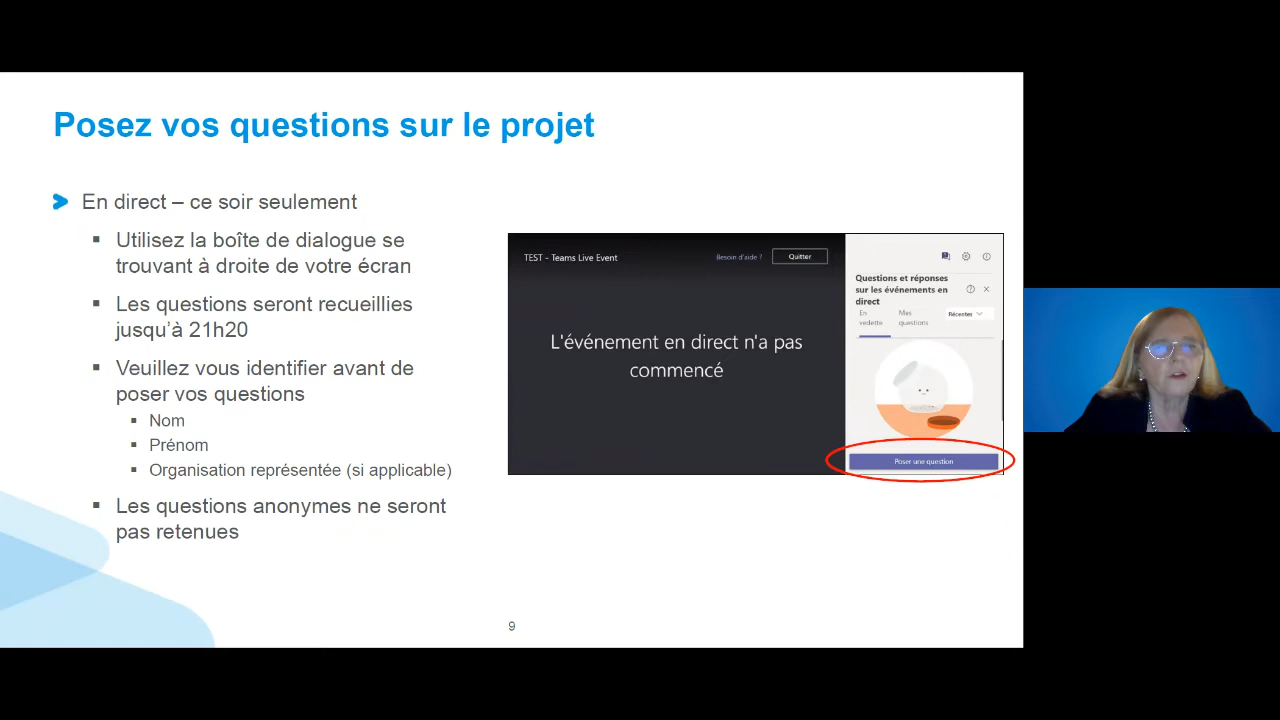 Posez vos questions sur le projet
En direct – ce soir seulement
Utilisez la boîte de dialogue se
trouvant à droite de votre écran
Les questions seront recueillies
jusqu'à 21h20
Veuillez vous identifier avant de
poser vos questions
Nom
Prénom
Organisation représentée (si applicable)
Les questions anonymes ne seront
pas retenues
TEST - Teams Live Event
Besoin d'aide ?
Quitter
L'événement en direct n'a pas
commencé
Questions et réponses
sur les événements en
direct
En
vedette
Mes
questions
Récentes
Poser une question
9